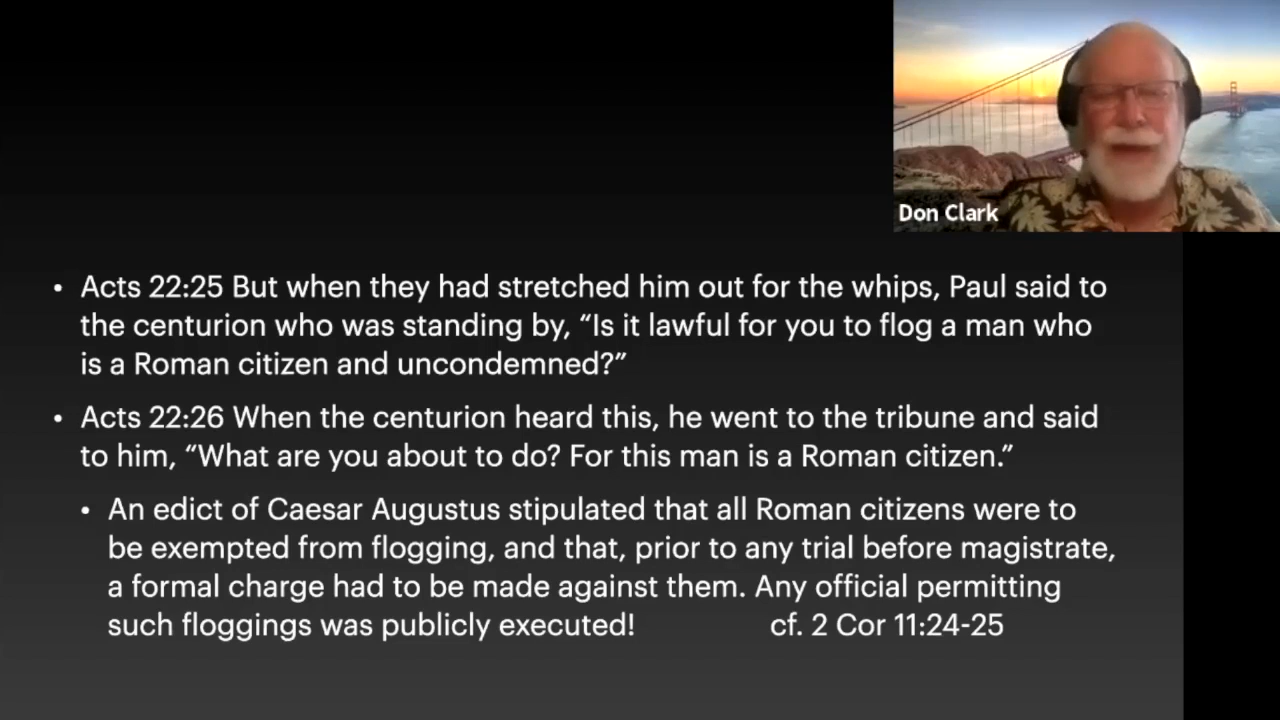 Don Clark
• Acts 22:25 But when they had stretched him out for the whips, Paul said to
the centurion who was standing by, “Is it lawful for you to flog a man who
is a Roman citizen and uncondemned?”
• Acts 22:26 When the centurion heard this, he went to the tribune and said
to him, “What are you about to do? For this man is a Roman citizen.”
• An edict of Caesar Augustus stipulated that all Roman citizens were to
be exempted from flogging, and that, prior to any trial before magistrate,
a formal charge had to be made against them. Any official permitting
such floggings was publicly executed! cf. 2 Cor 11:24-25